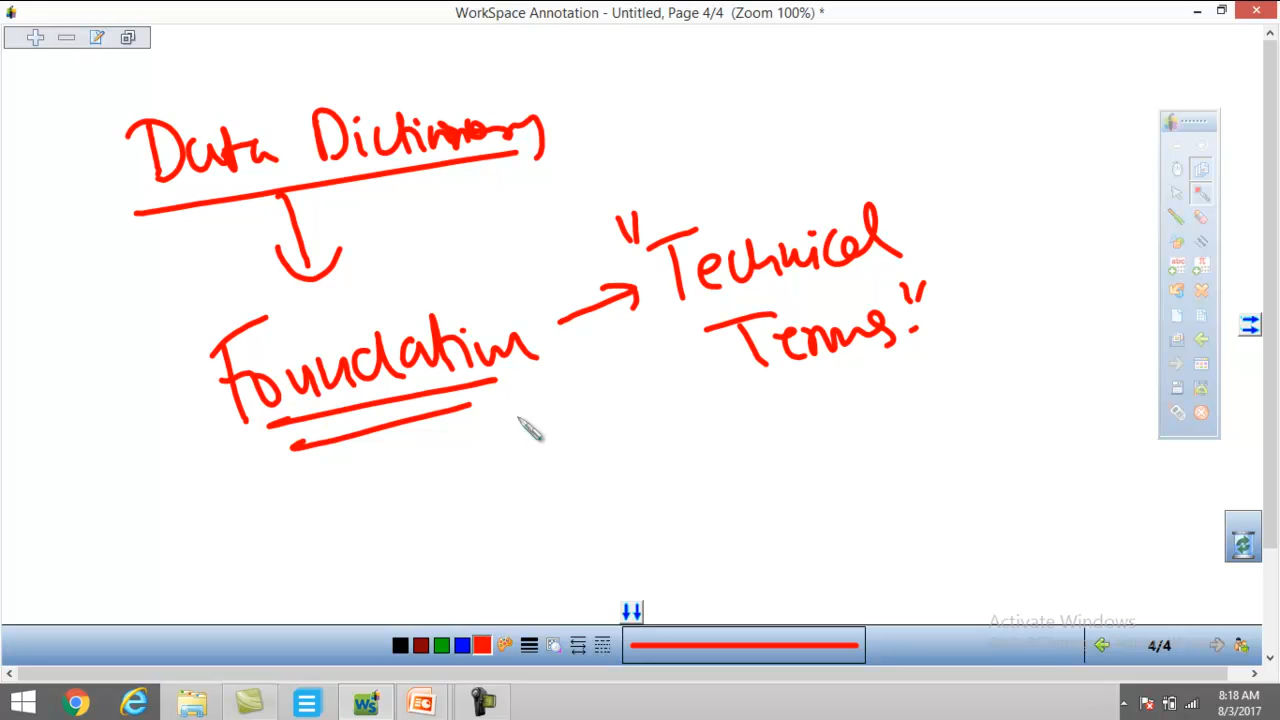 WorkSpace Annotation - Untitled, Page 4/4 (Zoom 100%) *
Data Dictionary
"Technical
Terms."
Foundation
abc
π
Activate Windows
4/4
8:18 AM
8/3/2017